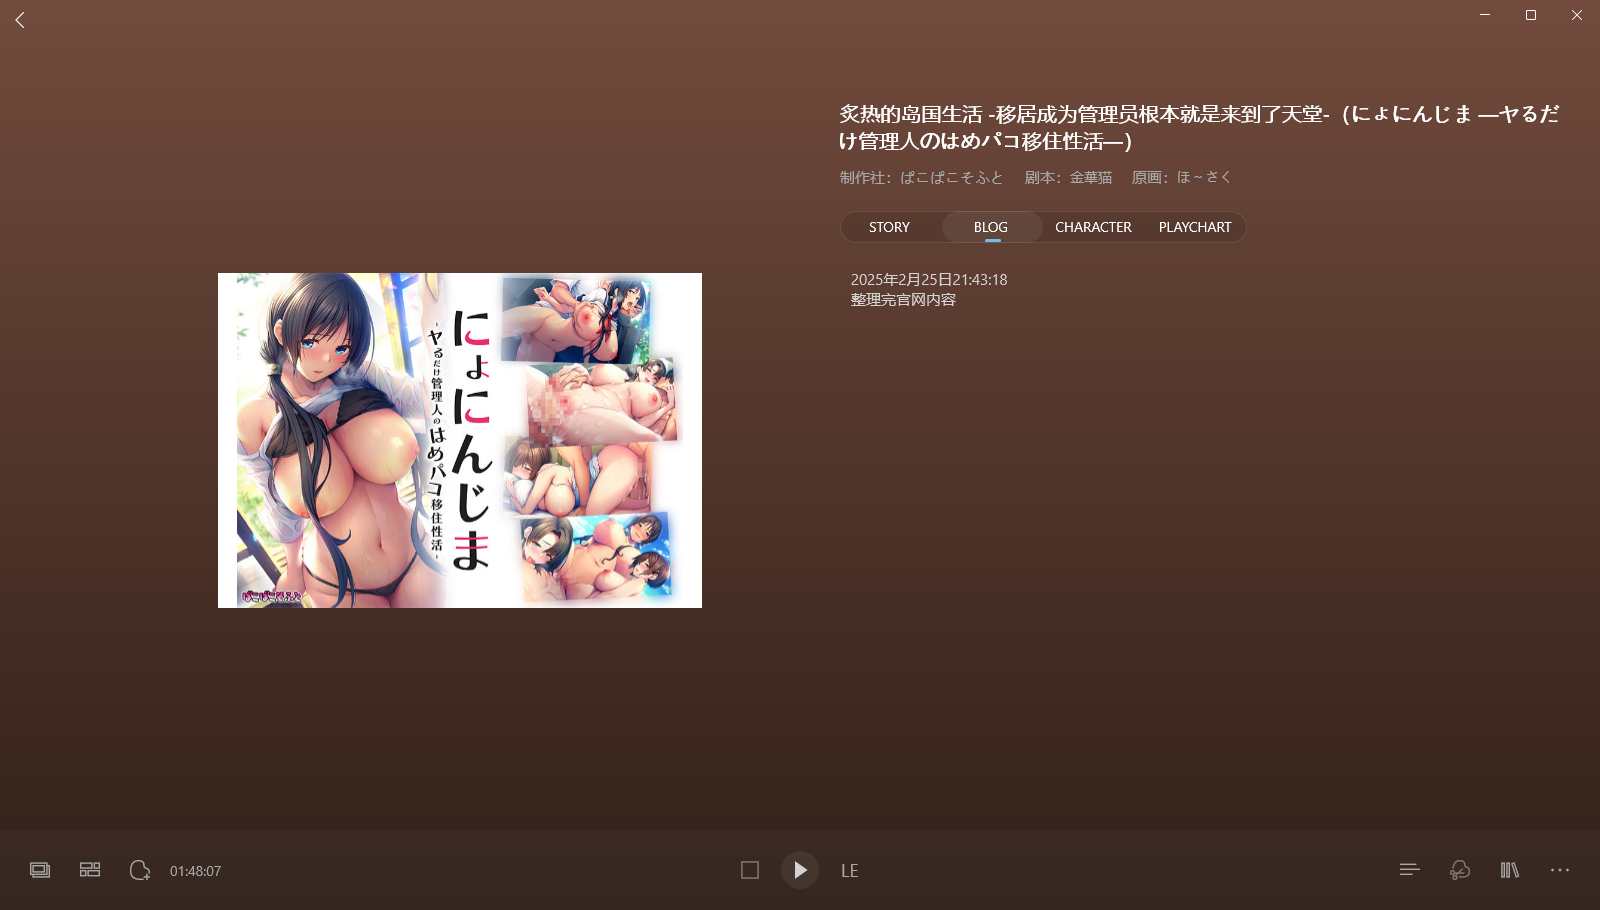 炙热的岛国生活 -移居成为管理员根本就是来到了天堂-（にょにんじま ―ヤるだ
け管理人のはめパコ移住性活―）
制作社：ぱこぱこそふと 剧本：金華猫 原画：ほ～さく
STORY BLOG CHARACTER PLAYCHART
2025年2月25日21:43:18
整理完官网内容
にょにんじま
-ヤるだけ管理人のはめパコ移住性活-
ぱこぱこそふと
01:48:07
LE